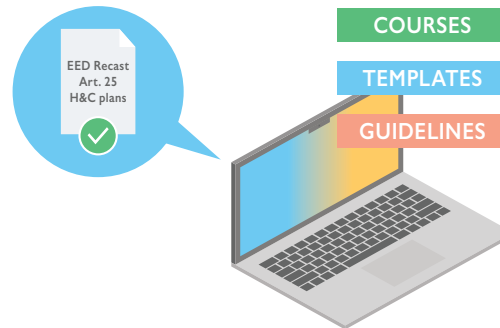 EED Recast
Art. 25
H&C plans
COURSES
TEMPLATES
GUIDELINES